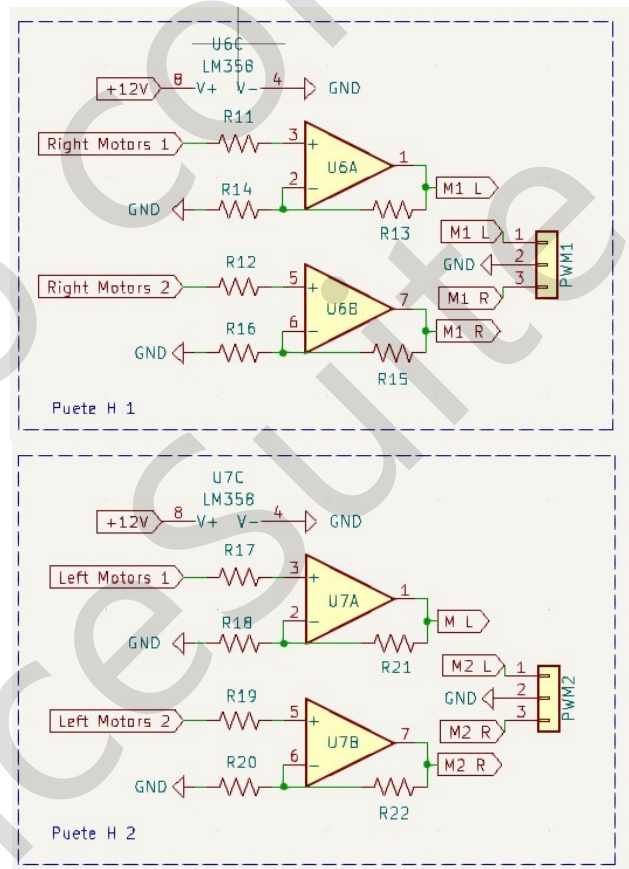 U6C
LM358
+12V 8 V+ V- 4 GND
R11
Right Motors 1 3 + U6A 1
2 -
R14
GND R13 M1 L
M1 L 1
GND 2 PWM1
M1 R 3
R12
Right Motors 2 5 + U6B 7
6 -
R16
GND R15 M1 R
Puete H 1
U7C
LM358
+12V 8 V+ V- 4 GND
R17
Left Motors 1 3 + U7A 1
2 -
R18
GND R21 M L
M2 L 1
GND 2 PWM2
M2 R 3
R19
Left Motors 2 5 + U7B 7
6 -
R20
GND R22 M2 R
Puete H 2